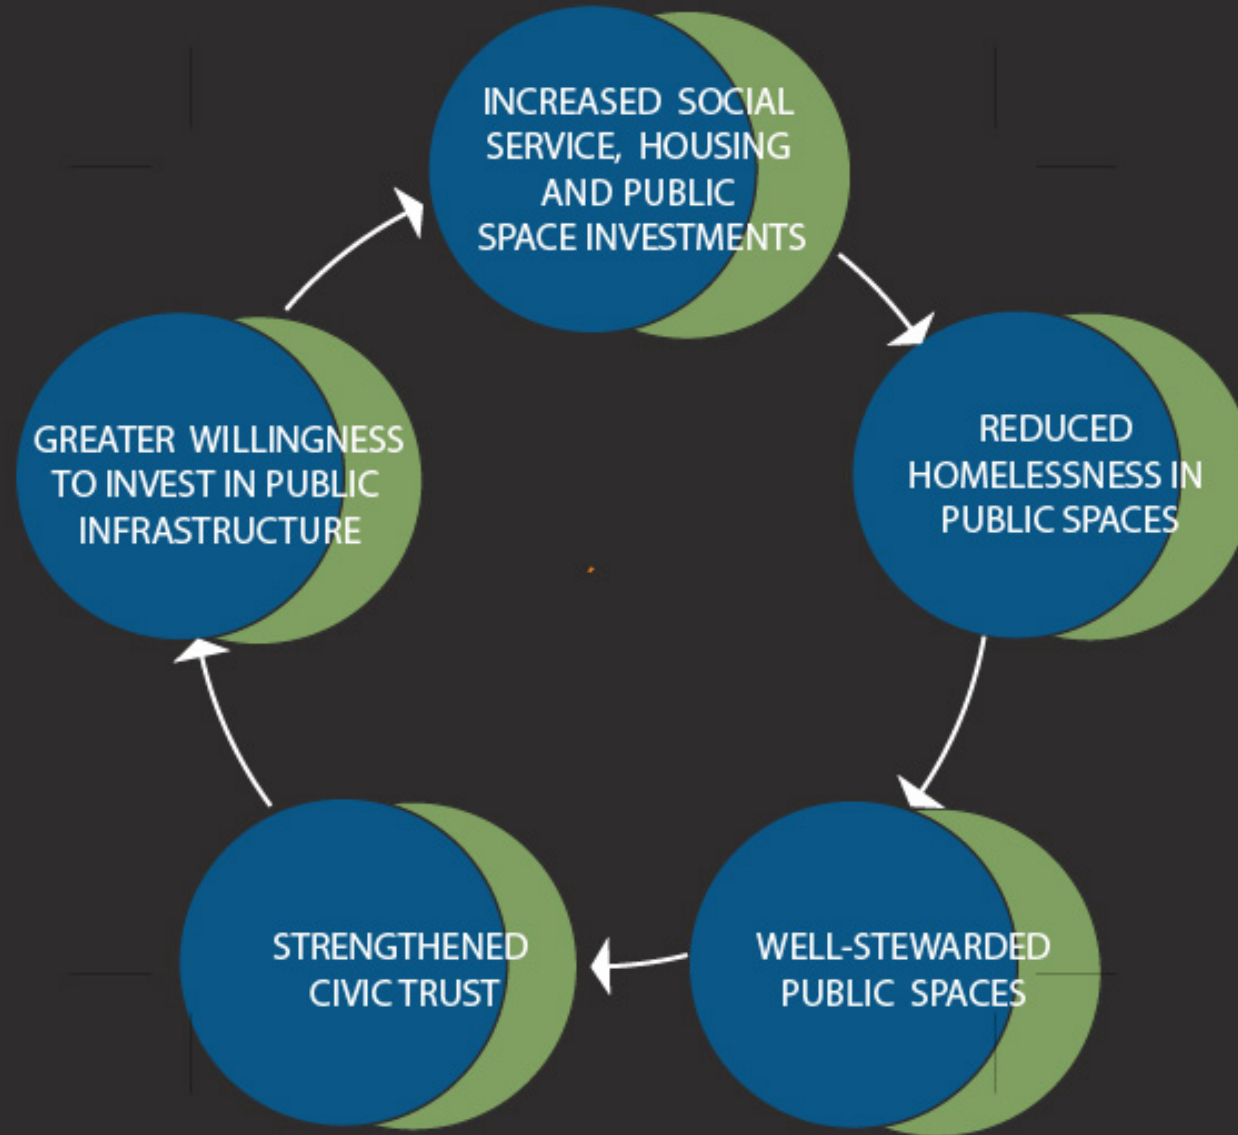 INCREASED SOCIAL
SERVICE, HOUSING
AND PUBLIC
SPACE INVESTMENTS
REDUCED
HOMELESSNESS IN
PUBLIC SPACES
WELL-STEWARDED
PUBLIC SPACES
STRENGTHENED
CIVIC TRUST
GREATER WILLINGNESS
TO INVEST IN PUBLIC
INFRASTRUCTURE